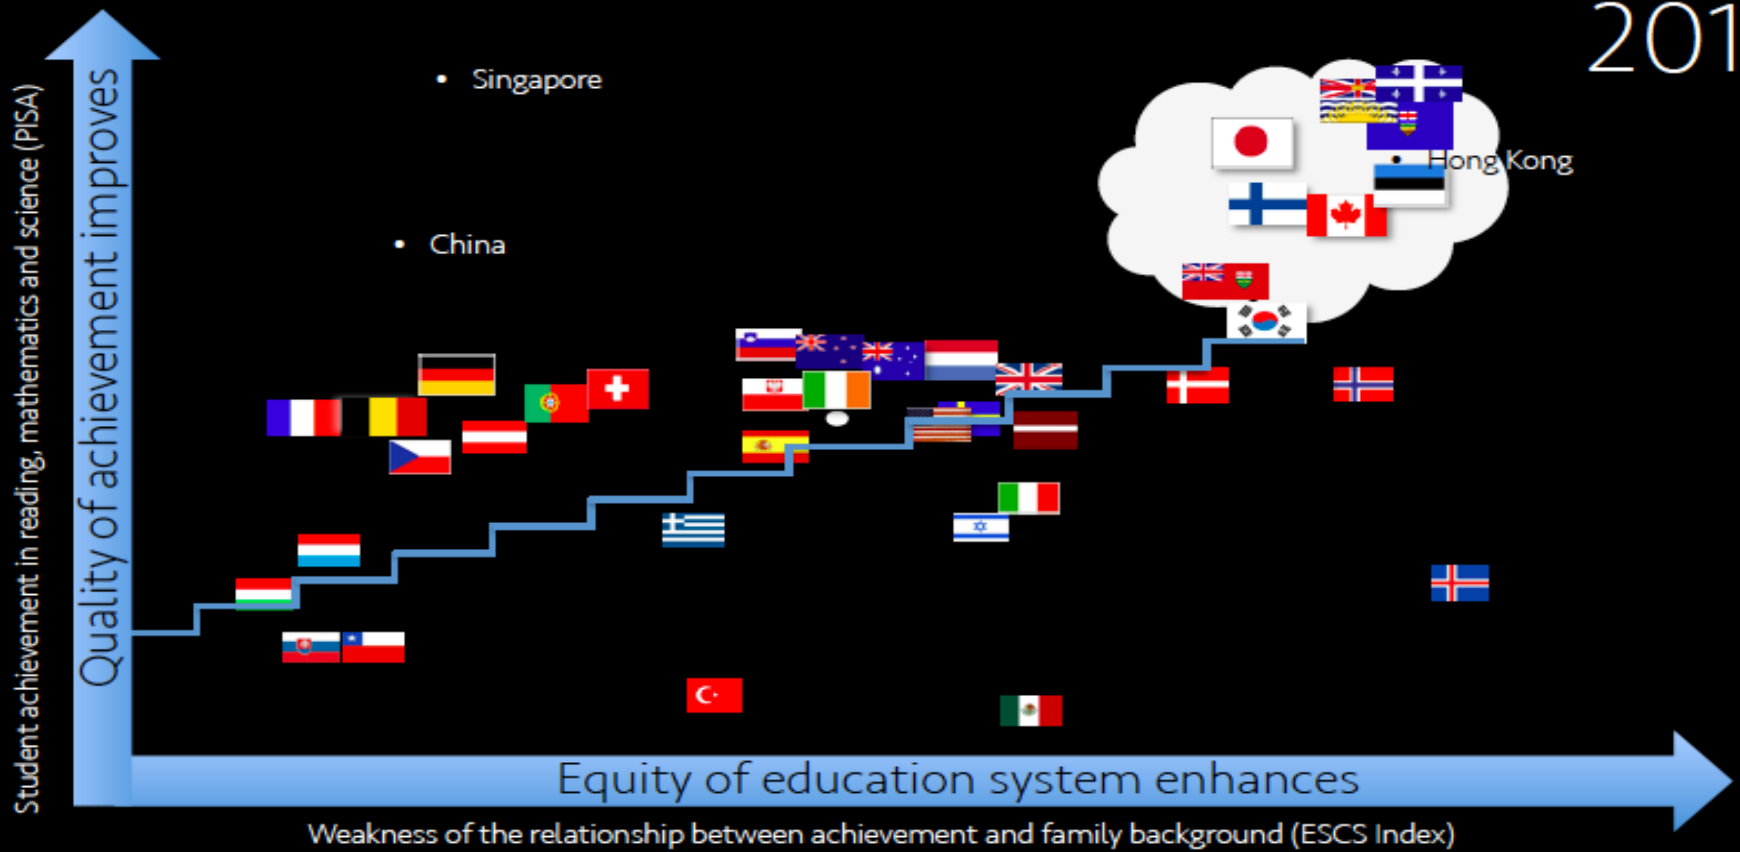 201
• Singapore
• Hong Kong
• China
Student achievement in reading, mathematics and science (PISA)
Quality of achievement improves
Equity of education system enhances
Weakness of the relationship between achievement and family background (ESCS Index)